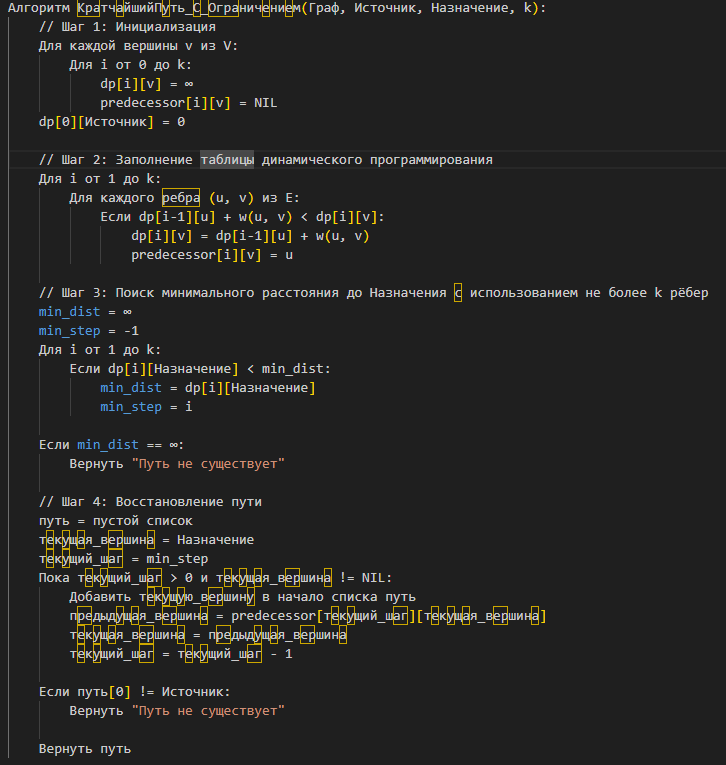 Алгоритм КратчайшийПуть_С_Ограничением(Граф, Источник, Назначение, k):
// Шаг 1: Инициализация
Для каждой вершины v из V:
Для i от 0 до k:
dp[i][v] = ∞
predecessor[i][v] = NIL
dp[0][Источник] = 0
// Шаг 2: Заполнение таблицы динамического программирования
Для i от 1 до k:
Для каждого ребра (u, v) из E:
Если dp[i-1][u] + w(u, v) < dp[i][v]:
dp[i][v] = dp[i-1][u] + w(u, v)
predecessor[i][v] = u
// Шаг 3: Поиск минимального расстояния до Назначения с использованием не более k рёбер
min_dist = ∞
min_step = -1
Для i от 1 до k:
Если dp[i][Назначение] < min_dist:
min_dist = dp[i][Назначение]
min_step = i
Если min_dist == ∞:
Вернуть "Путь не существует"
// Шаг 4: Восстановление пути
путь = пустой список
текущая_вершина = Назначение
текущий_шаг = min_step
Пока текущий_шаг > 0 и текущая_вершина != NIL:
Добавить текущую_вершину в начало списка путь
предыдущая_вершина = predecessor[текущий_шаг][текущая_вершина]
текущая_вершина = предыдущая_вершина
текущий_шаг = текущий_шаг - 1
Если путь[0] != Источник:
Вернуть "Путь не существует"
Вернуть путь